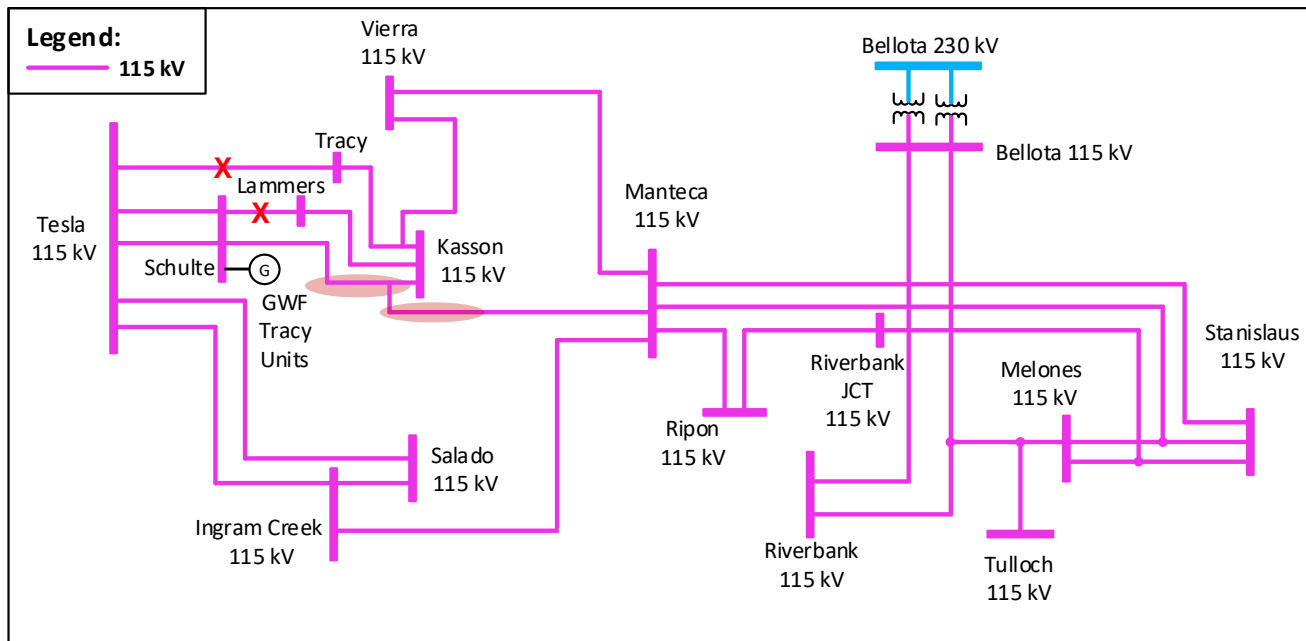 Legend:
115 kV
Vierra
115 kV
Bellota 230 kV
Tracy
X
Bellota 115 kV
Lammers
X
Manteca
115 kV
Tesla
115 kV
Kasson
115 kV
Schulte
G
GWF
Tracy
Units
Stanislaus
115 kV
Riverbank
JCT
115 kV
Melones
115 kV
Ripon
115 kV
Salado
115 kV
Ingram Creek
115 kV
Riverbank
115 kV
Tulloch
115 kV